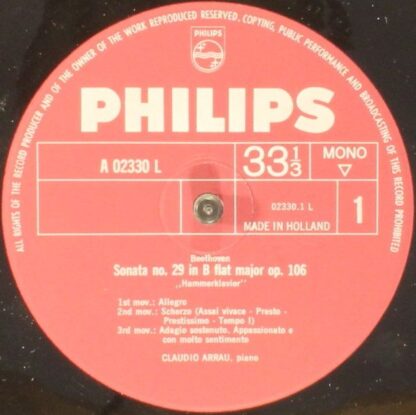 ALL RIGHTS OF THE RECORD PRODUCER AND OF THE OWNER OF THE WORK REPRODUCED RESERVED. COPYING, PUBLIC PERFORMANCE AND BROADCASTING OF THIS RECORD PROHIBITED
PHILIPS
PHILIPS
A 02330 L
33 1/3
MONO
▽
02330.1 L
MADE IN HOLLAND
1
Beethoven
Sonata no. 29 in B flat major op. 106
„Hammerklavier”
1st mov.: Allegro
2nd mov.: Scherzo (Assai vivace - Presto -
Prestissimo - Tempo I)
3rd mov.: Adagio sostenuto. Appassionato e
con molto sentimento
CLAUDIO ARRAU, piano